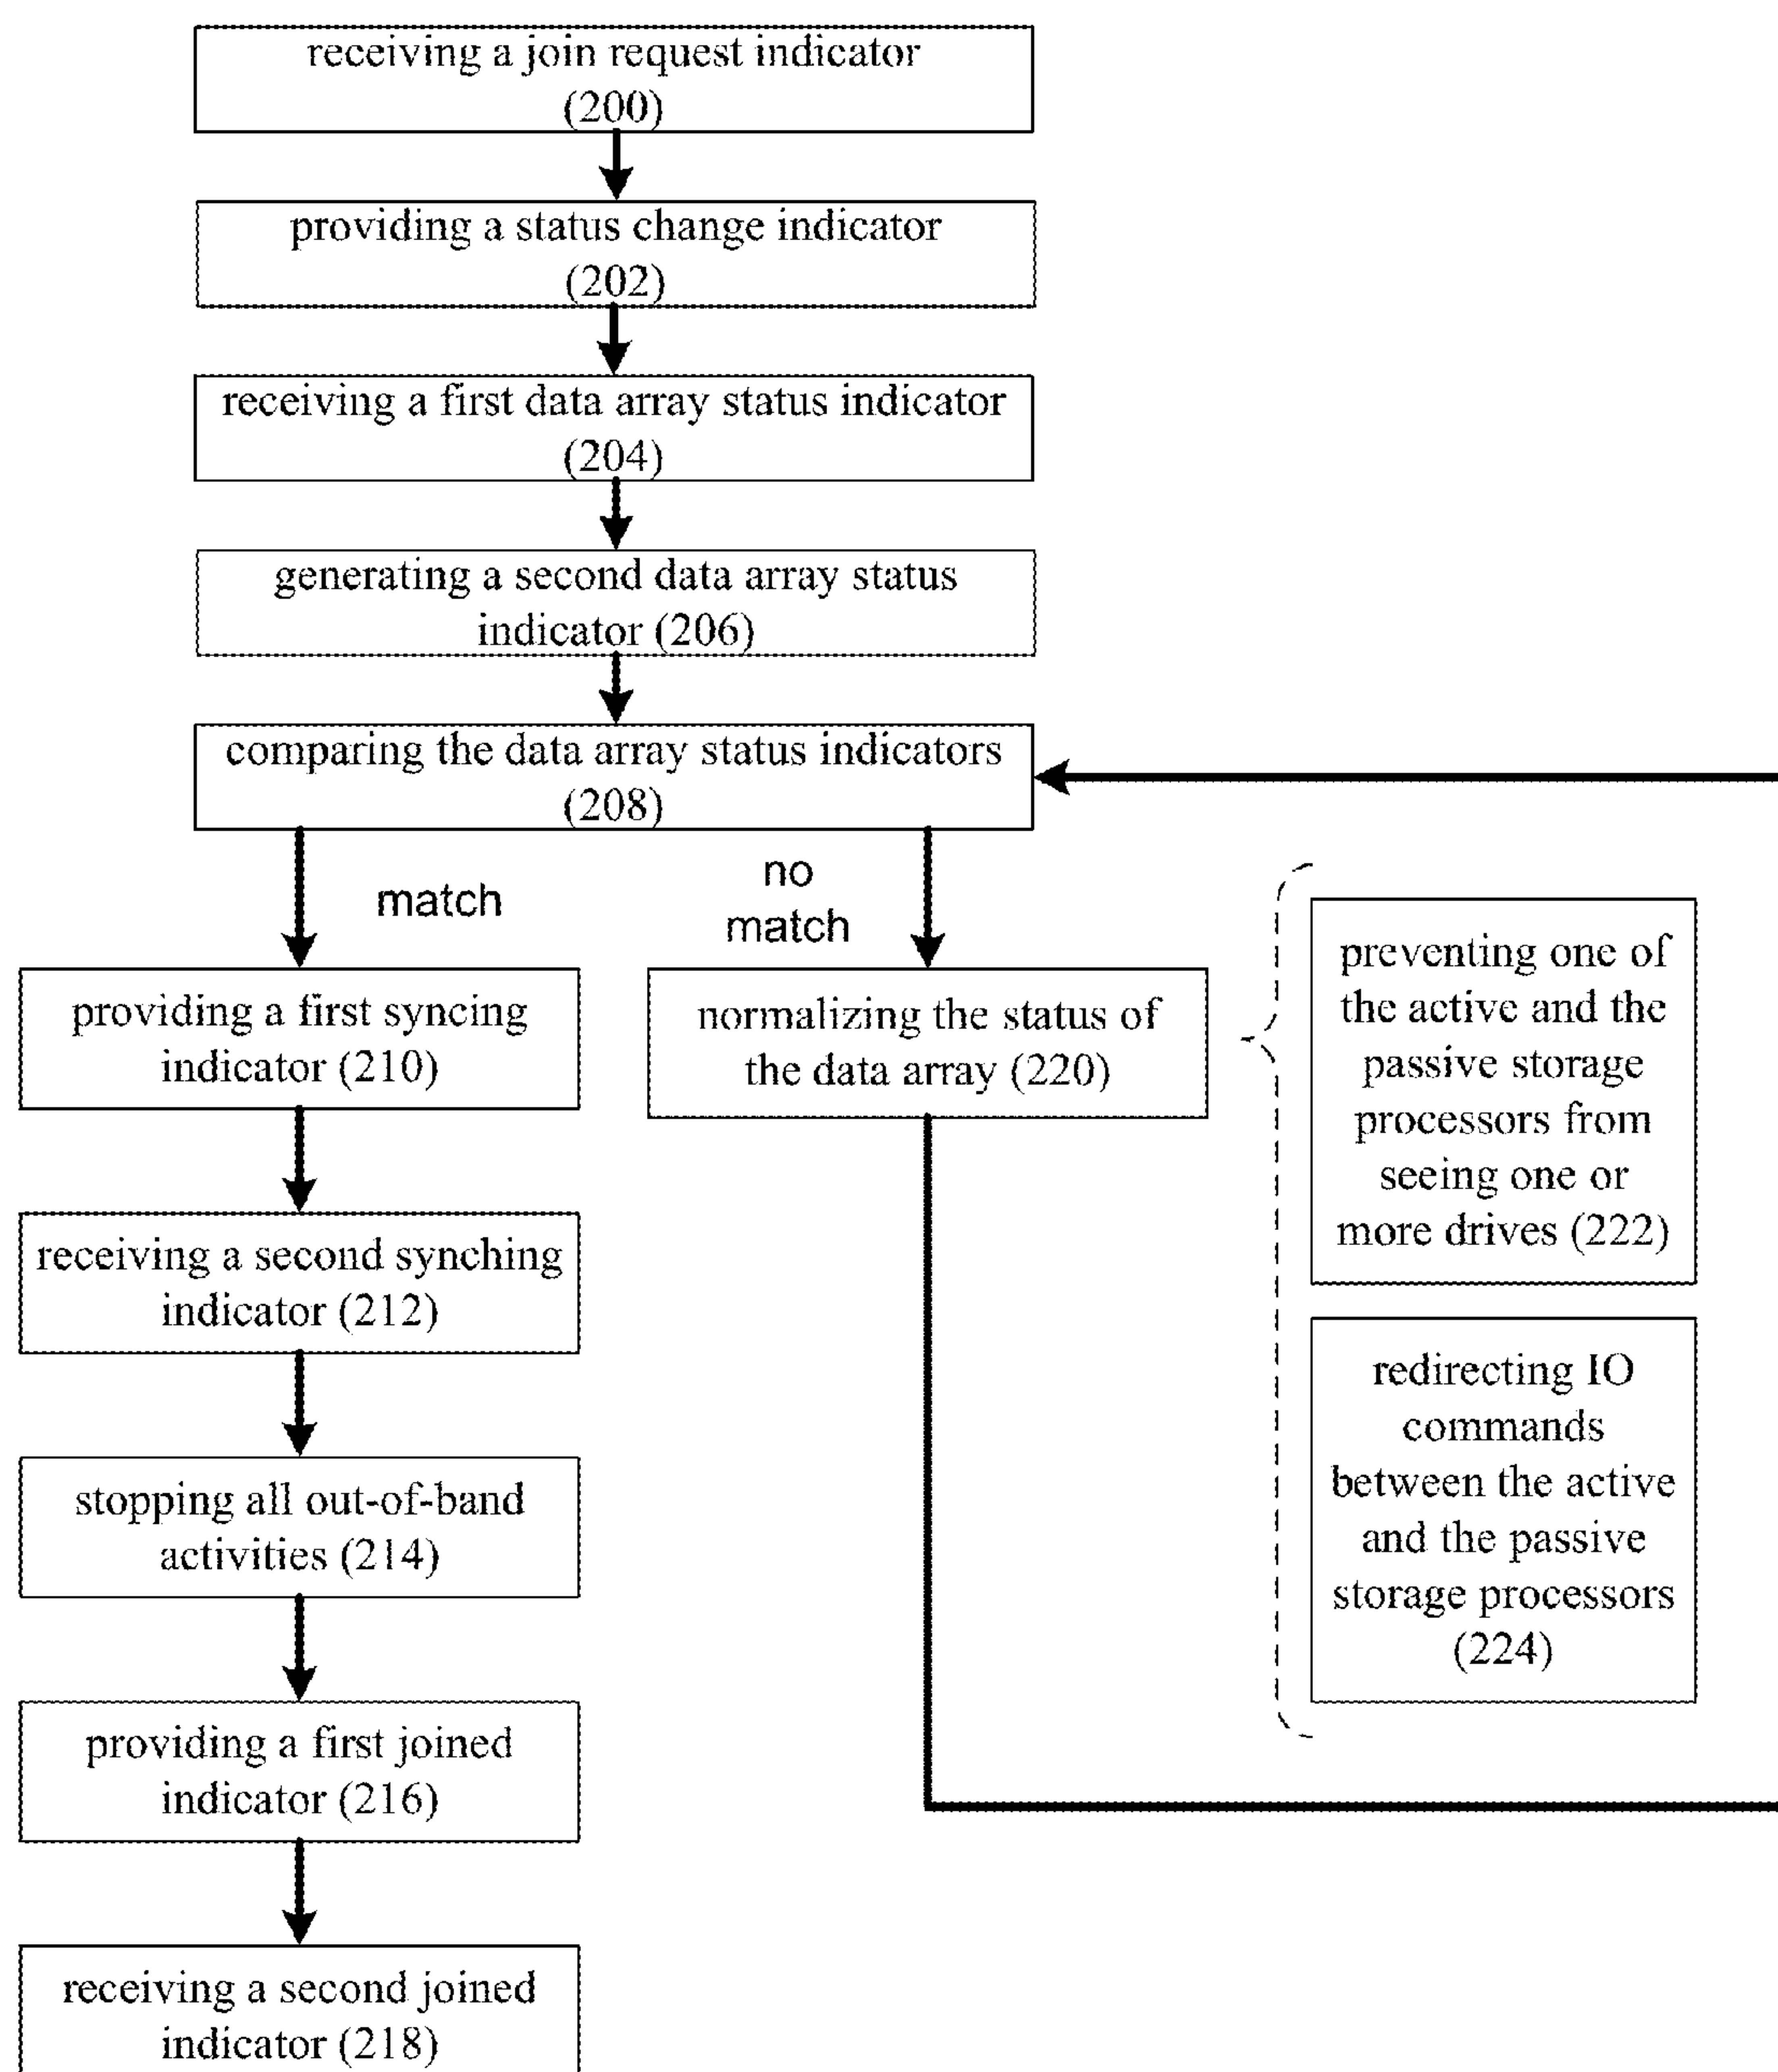 receiving a join request indicator
(200)
providing a status change indicator
(202)
receiving a first data array status indicator
(204)
generating a second data array status
indicator (206)
comparing the data array status indicators
(208)
match
no
match
providing a first syncing
indicator (210)
normalizing the status of
the data array (220)
preventing one of
the active and the
passive storage
processors from
seeing one or
more drives (222)
receiving a second synching
indicator (212)
redirecting IO
commands
between the active
and the passive
storage processors
(224)
stopping all out-of-band
activities (214)
providing a first joined
indicator (216)
receiving a second joined
indicator (218)